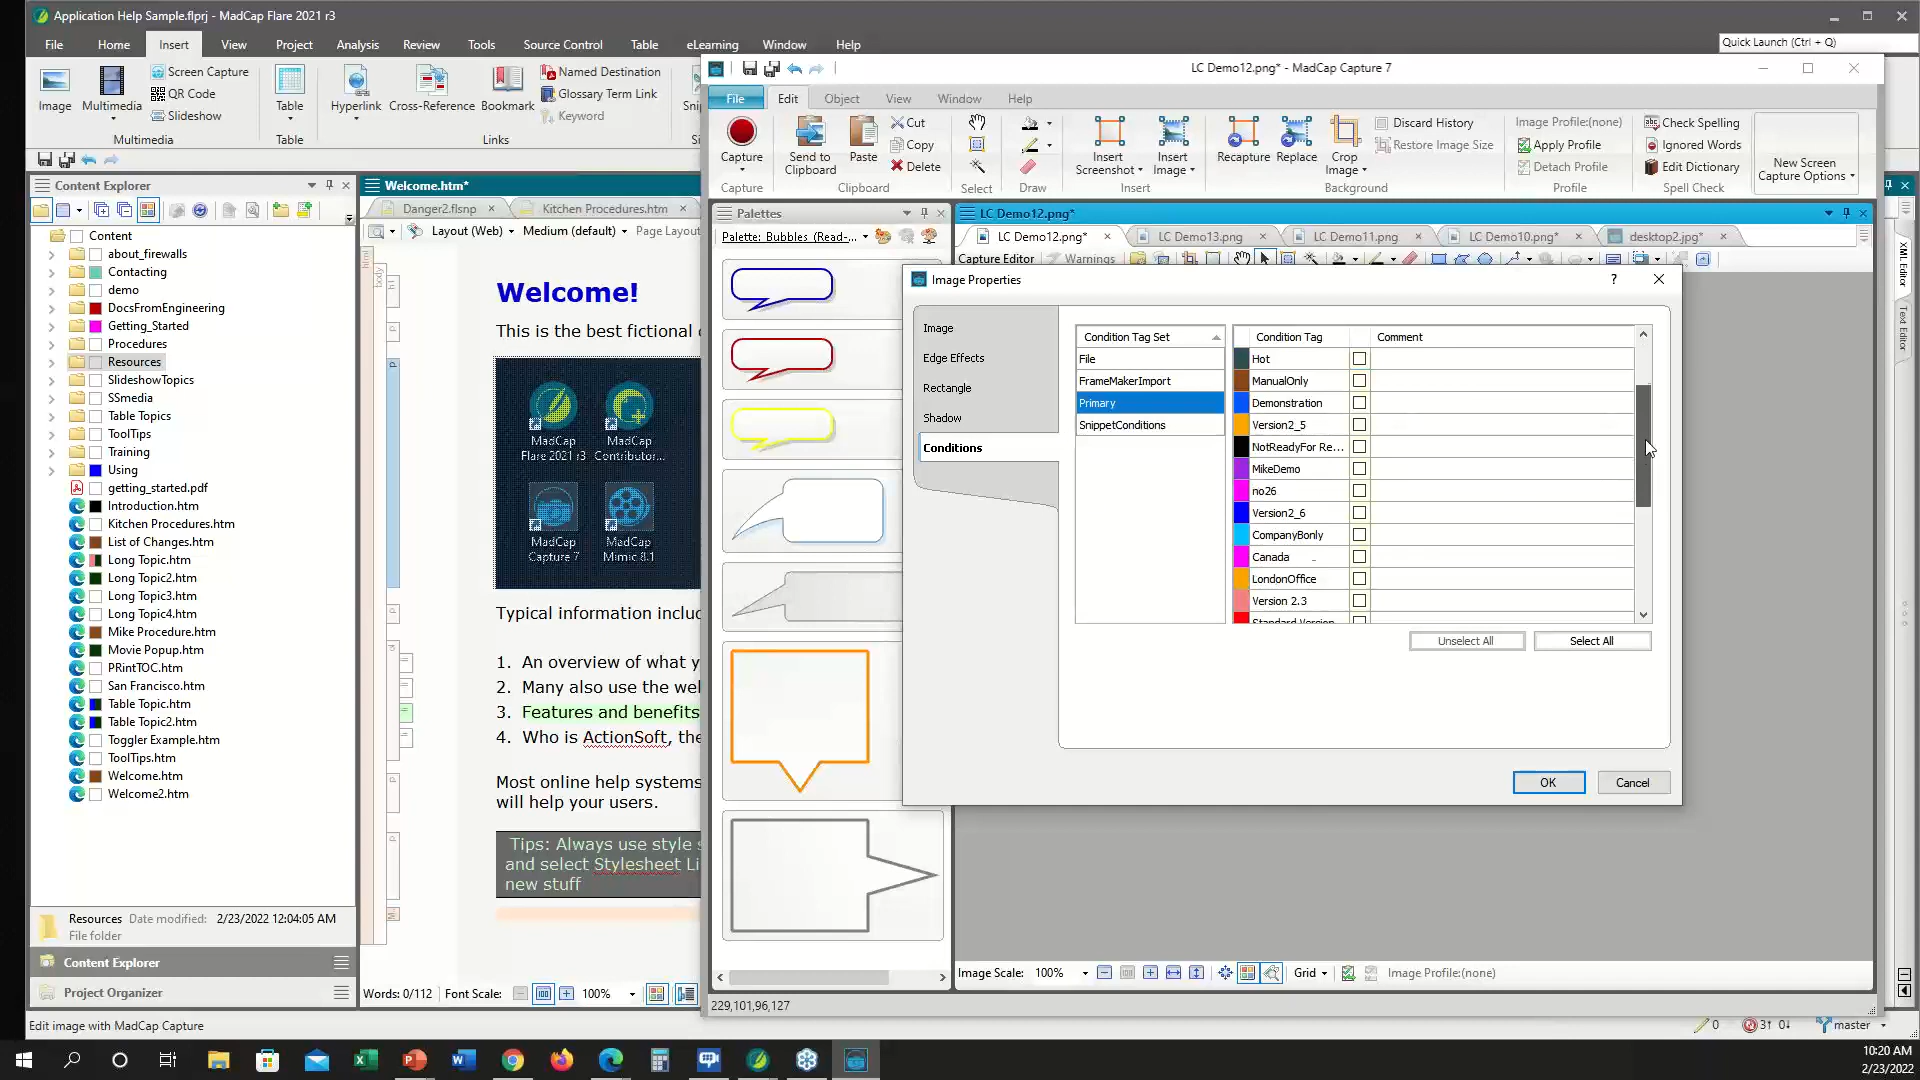 Application Help Sample.flprj - MadCap Flare 2021 r3
File Home Insert View Project Analysis Review Tools Source Control Table eLearning Window Help
Quick Launch (Ctrl + Q)
Image
Multimedia
Screen Capture
QR Code
Slideshow
Multimedia
Table
Table
Hyperlink
Cross-Reference
Bookmark
Named Destination
Glossary Term Link
Keyword
Links
Content Explorer
Content
about_firewalls
Contacting
demo
DocsFromEngineering
Getting_Started
Procedures
Resources
SlideshowTopics
SSmedia
Table Topics
ToolTips
Training
Using
getting_started.pdf
Introduction.htm
Kitchen Procedures.htm
List of Changes.htm
Long Topic.htm
Long Topic2.htm
Long Topic3.htm
Long Topic4.htm
Mike Procedure.htm
Movie Popup.htm
PRintTOC.htm
San Francisco.htm
Table Topic.htm
Table Topic2.htm
Toggler Example.htm
ToolTips.htm
Welcome.htm
Welcome2.htm
Resources Date modified: 2/23/2022 12:04:05 AM
File folder
Content Explorer
Project Organizer
Edit image with MadCap Capture
Welcome.htm*
Danger2.flsnp
Kitchen Procedures.htm
Layout (Web) Medium (default) Page Layou
html
body
Welcome!
This is the best fictional
MadCap
Flare 2021 r3
MadCap
Contributor...
MadCap
Capture 7
MadCap
Mimic 8.1
Typical information inclu
1. An overview of what y
2. Many also use the wel
3. Features and benefits
4. Who is ActionSoft, the
Most online help systems
will help your users.
Tips: Always use style s
and select Stylesheet Li
new stuff
Words: 0/112 Font Scale: 100%
LC Demo12.png* - MadCap Capture 7
File Edit Object View Window Help
Capture
Capture
Send to
Clipboard
Paste
Cut
Copy
Delete
Clipboard
Select
Draw
Insert
Screenshot
Insert
Image
Insert
Recapture
Replace
Crop
Image
Discard History
Restore Image Size
Background
Image Profile:(none)
Apply Profile
Detach Profile
Profile
Check Spelling
Ignored Words
Edit Dictionary
Spell Check
New Screen
Capture Options
Palettes
Palette: Bubbles (Read-...
LC Demo12.png*
LC Demo12.png*
LC Demo13.png
LC Demo11.png
LC Demo10.png*
desktop2.jpg*
Capture Editor Warnings
Image Properties
?
Image
Edge Effects
Rectangle
Shadow
Conditions
Condition Tag Set
File
FrameMakerImport
Primary
SnippetConditions
Condition Tag Comment
Hot
ManualOnly
Demonstration
Version2_5
NotReadyFor Re...
MikeDemo
no26
Version2_6
CompanyBonly
Canada
LondonOffice
Version 2.3
Standard Version
Unselect All
Select All
OK
Cancel
Image Scale: 100%
Grid
Image Profile:(none)
229,101,96,127
XML Editor
Text Editor
0
3↑ 0↓
master
10:20 AM
2/23/2022